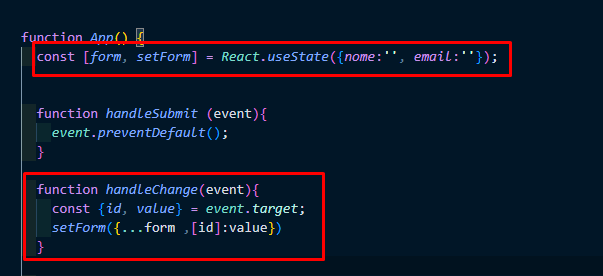 function App() {
const [form, setForm] = React.useState({nome:'', email:''});
function handleSubmit (event){
event.preventDefault();
}
function handleChange(event){
const {id, value} = event.target;
setForm({...form ,[id]:value})
}